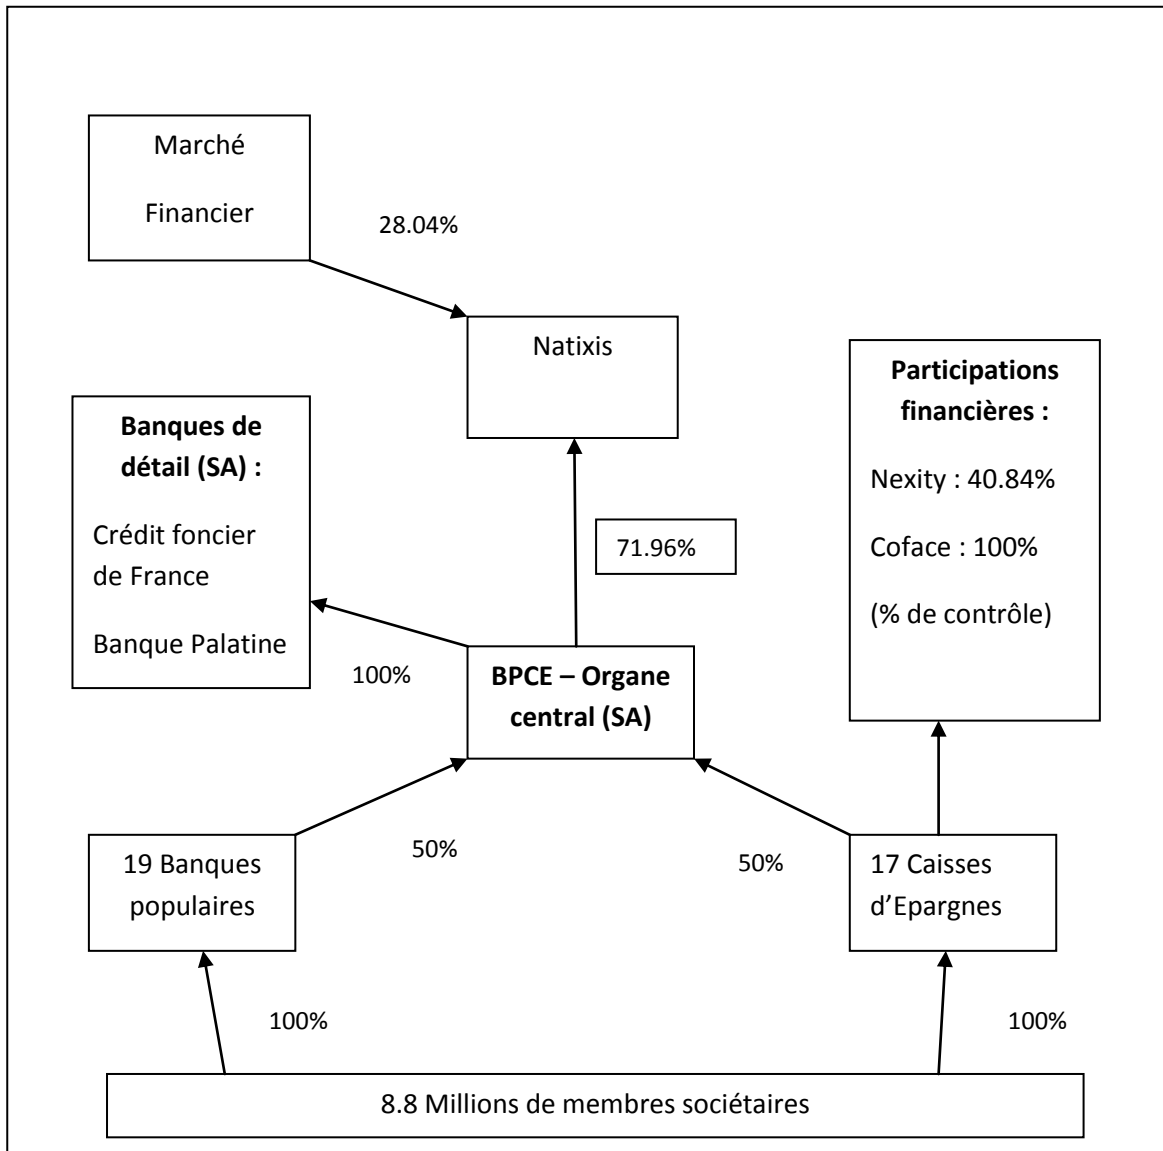 Marché
Financier
28.04%
Natixis
Participations
financières :
Nexity : 40.84%
Coface : 100%
(% de contrôle)
Banques de
détail (SA) :
Crédit foncier
de France
Banque Palatine
71.96%
100%
BPCE – Organe
central (SA)
50%
50%
19 Banques
populaires
17 Caisses
d’Epargnes
100%
100%
8.8 Millions de membres sociétaires